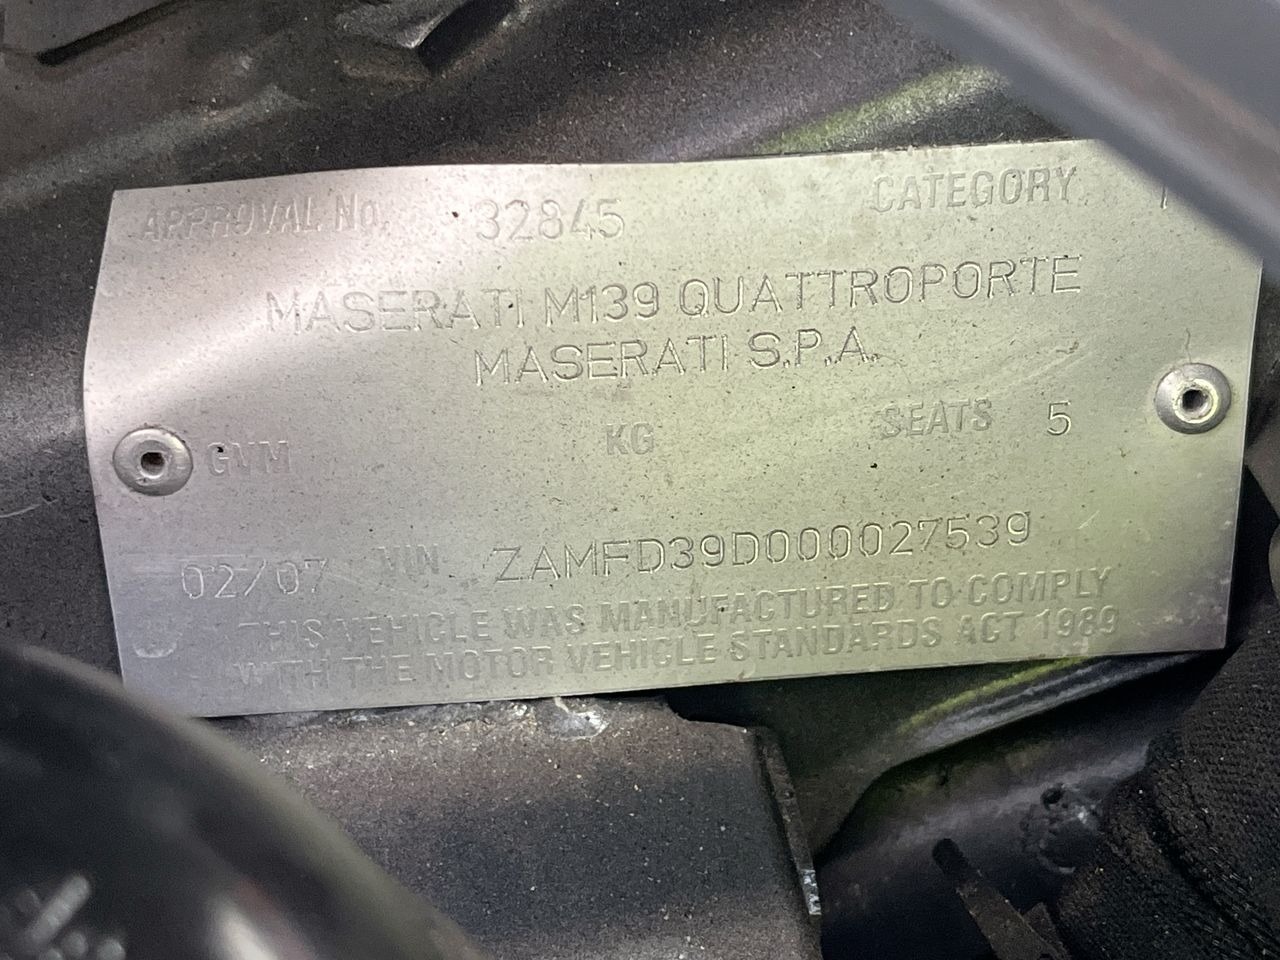 APPROVAL No. 32845 CATEGORY
MASERATI M139 QUATTROPORTE
MASERATI S.P.A.
GVM KG SEATS 5
02/07 VIN ZAMFD39D000027539
THIS VEHICLE WAS MANUFACTURED TO COMPLY
WITH THE MOTOR VEHICLE STANDARDS ACT 1989